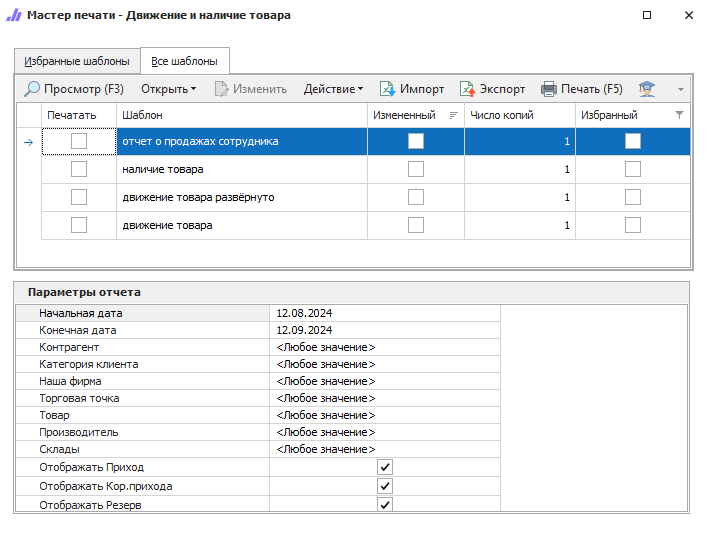 Мастер печати - Движение и наличие товара
Избранные шаблоны Все шаблоны
Просмотр (F3) Открыть Изменить Действие Импорт Экспорт Печать (F5)
Печатать Шаблон Измененный Число копий Избранный
отчет о продажах сотрудника 1
наличие товара 1
движение товара развёрнуто 1
движение товара 1
Параметры отчета
Начальная дата 12.08.2024
Конечная дата 12.09.2024
Контрагент <Любое значение>
Категория клиента <Любое значение>
Наша фирма <Любое значение>
Торговая точка <Любое значение>
Товар <Любое значение>
Производитель <Любое значение>
Склады <Любое значение>
Отображать Приход
Отображать Кор.прихода
Отображать Резерв